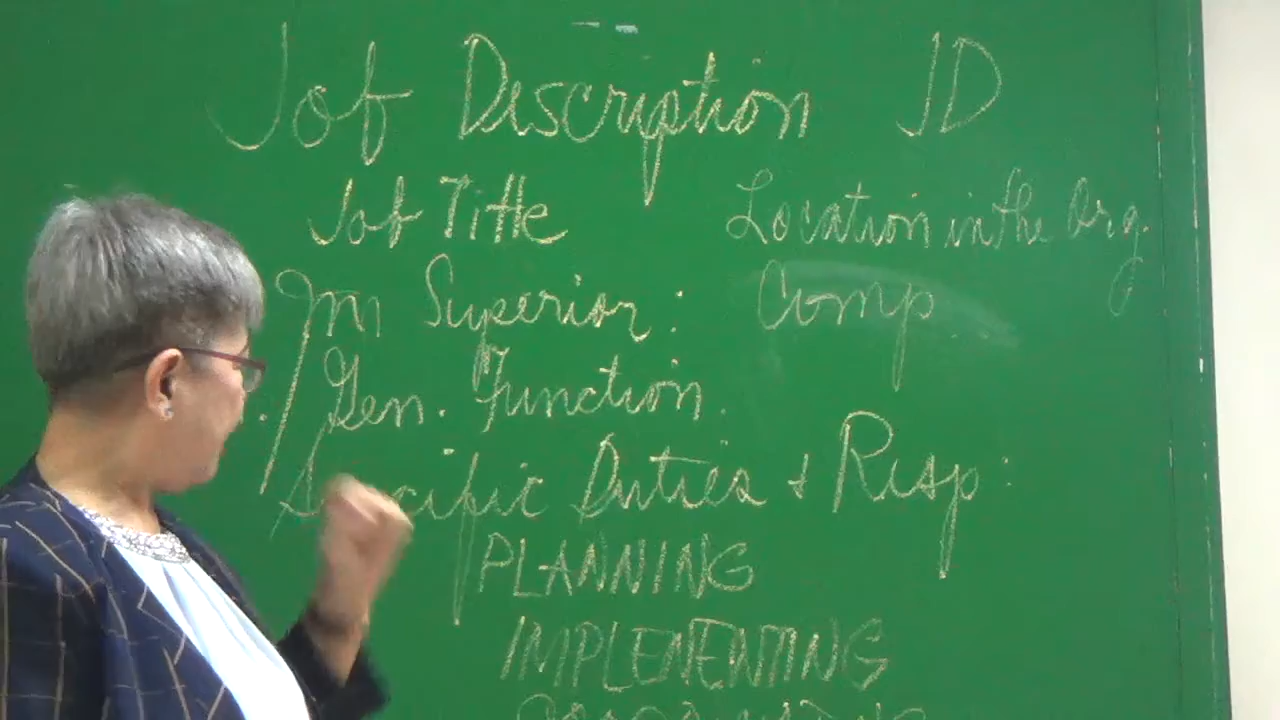 Job Description JD
Job Title Location in the Org.
Im Superior: Comp
Gen. Function.
Specific Duties & Resp:
PLANNING
IMPLEMENTING